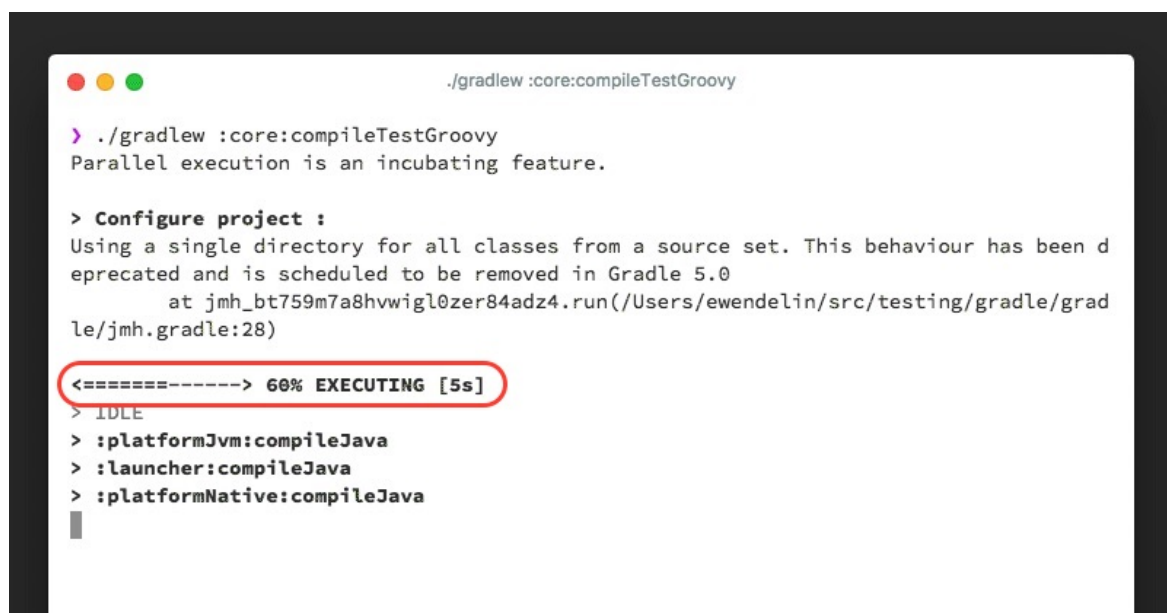 ./gradlew :core:compileTestGroovy
❯ ./gradlew :core:compileTestGroovy
Parallel execution is an incubating feature.
> Configure project :
Using a single directory for all classes from a source set. This behaviour has been d
eprecated and is scheduled to be removed in Gradle 5.0
at jmh_bt759m7a8hvwigl0zer84adz4.run(/Users/ewendelin/src/testing/gradle/grad
le/jmh.gradle:28)
<=======------> 60% EXECUTING [5s]
> IDLE
> :platformJvm:compileJava
> :launcher:compileJava
> :platformNative:compileJava